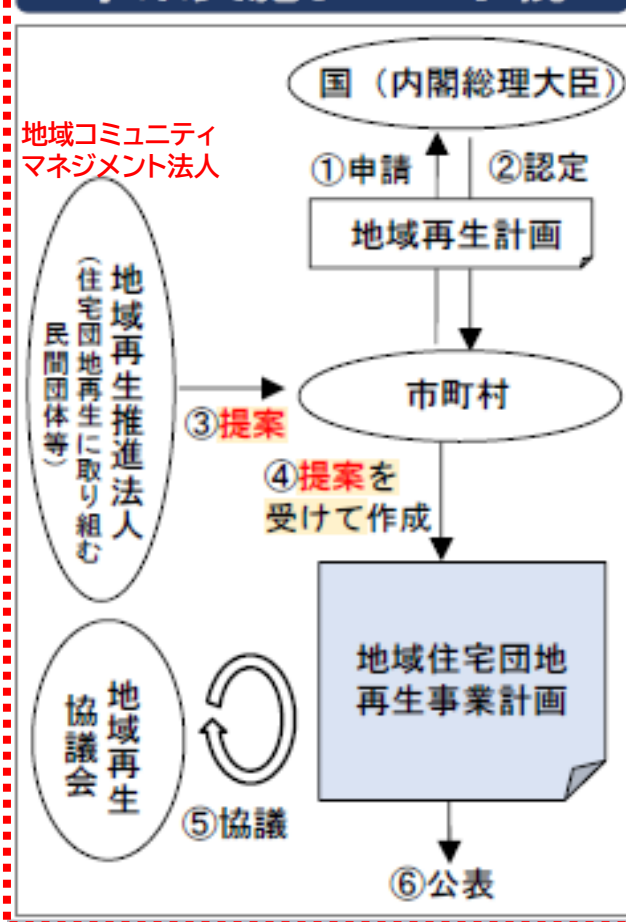 国（内閣総理大臣）
地域コミュニティ
マネジメント法人
①申請
②認定
地域再生計画
地域再生推進法人
（住宅団地再生に取り組む
民間団体等）
③提案
市町村
④提案を
受けて作成
地域住宅団地
再生事業計画
地域再生
協議会
⑤協議
⑥公表